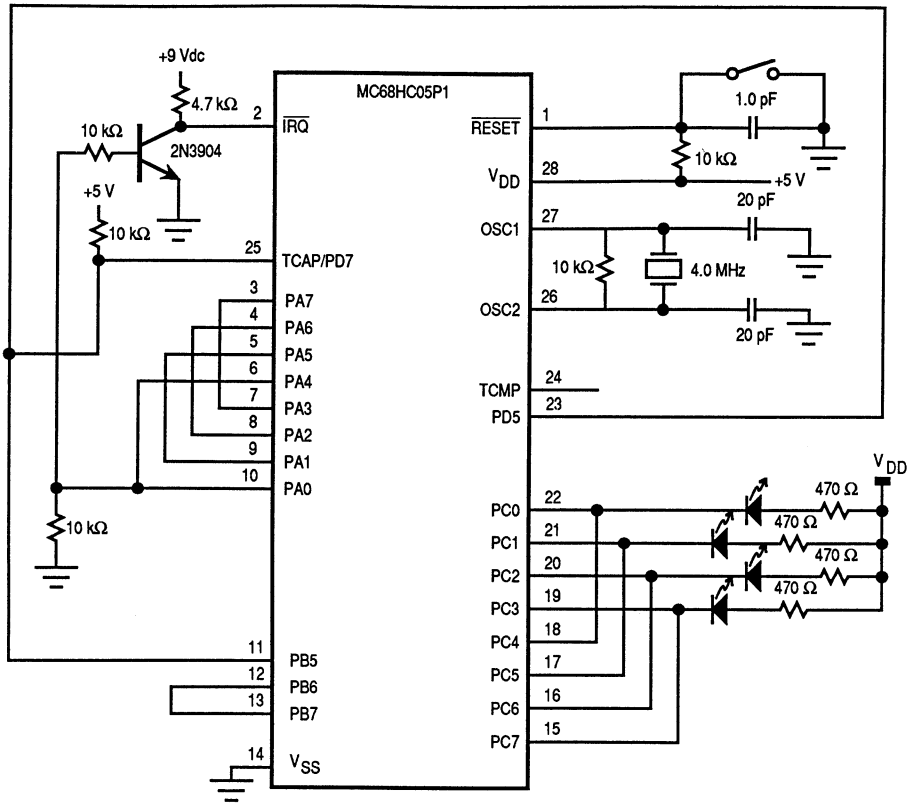 +9 Vdc
4.7 kΩ
10 kΩ
2N3904
+5 V
10 kΩ
10 kΩ
MC68HC05P1
2 IRQ
25 TCAP/PD7
3 PA7
4 PA6
5 PA5
6 PA4
7 PA3
8 PA2
9 PA1
10 PA0
11 PB5
12 PB6
13 PB7
14 VSS
RESET 1
VDD 28
OSC1 27
OSC2 26
TCMP 24
PD5 23
PC0 22
PC1 21
PC2 20
PC3 19
PC4 18
PC5 17
PC6 16
PC7 15
1.0 pF
10 kΩ
+5 V
20 pF
10 kΩ
4.0 MHz
20 pF
VDD
470 Ω
470 Ω
470 Ω
470 Ω